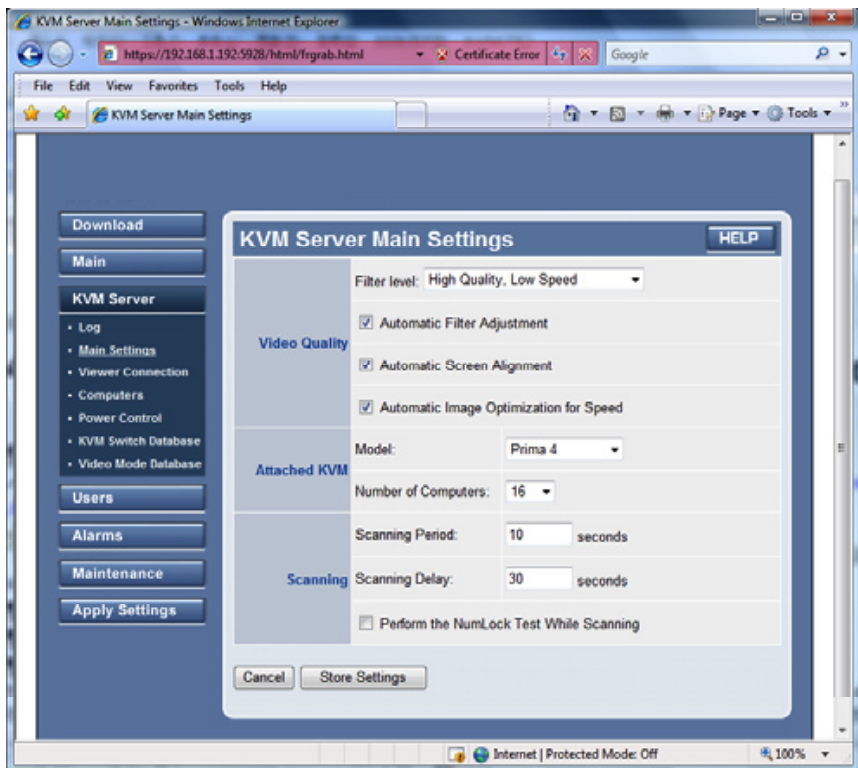 KVM Server Main Settings - Windows Internet Explorer
https://192.168.1.192:5928/html/frgrab.html Certificate Error Google
File Edit View Favorites Tools Help
KVM Server Main Settings Page Tools
Download
Main
KVM Server
Log
Main Settings
Viewer Connection
Computers
Power Control
KVM Switch Database
Video Mode Database
Users
Alarms
Maintenance
Apply Settings
KVM Server Main Settings HELP
Video Quality
Filter level: High Quality, Low Speed
Automatic Filter Adjustment
Automatic Screen Alignment
Automatic Image Optimization for Speed
Attached KVM
Model: Prima 4
Number of Computers: 16
Scanning
Scanning Period: 10 seconds
Scanning Delay: 30 seconds
Perform the NumLock Test While Scanning
Cancel Store Settings
Internet | Protected Mode: Off 100%